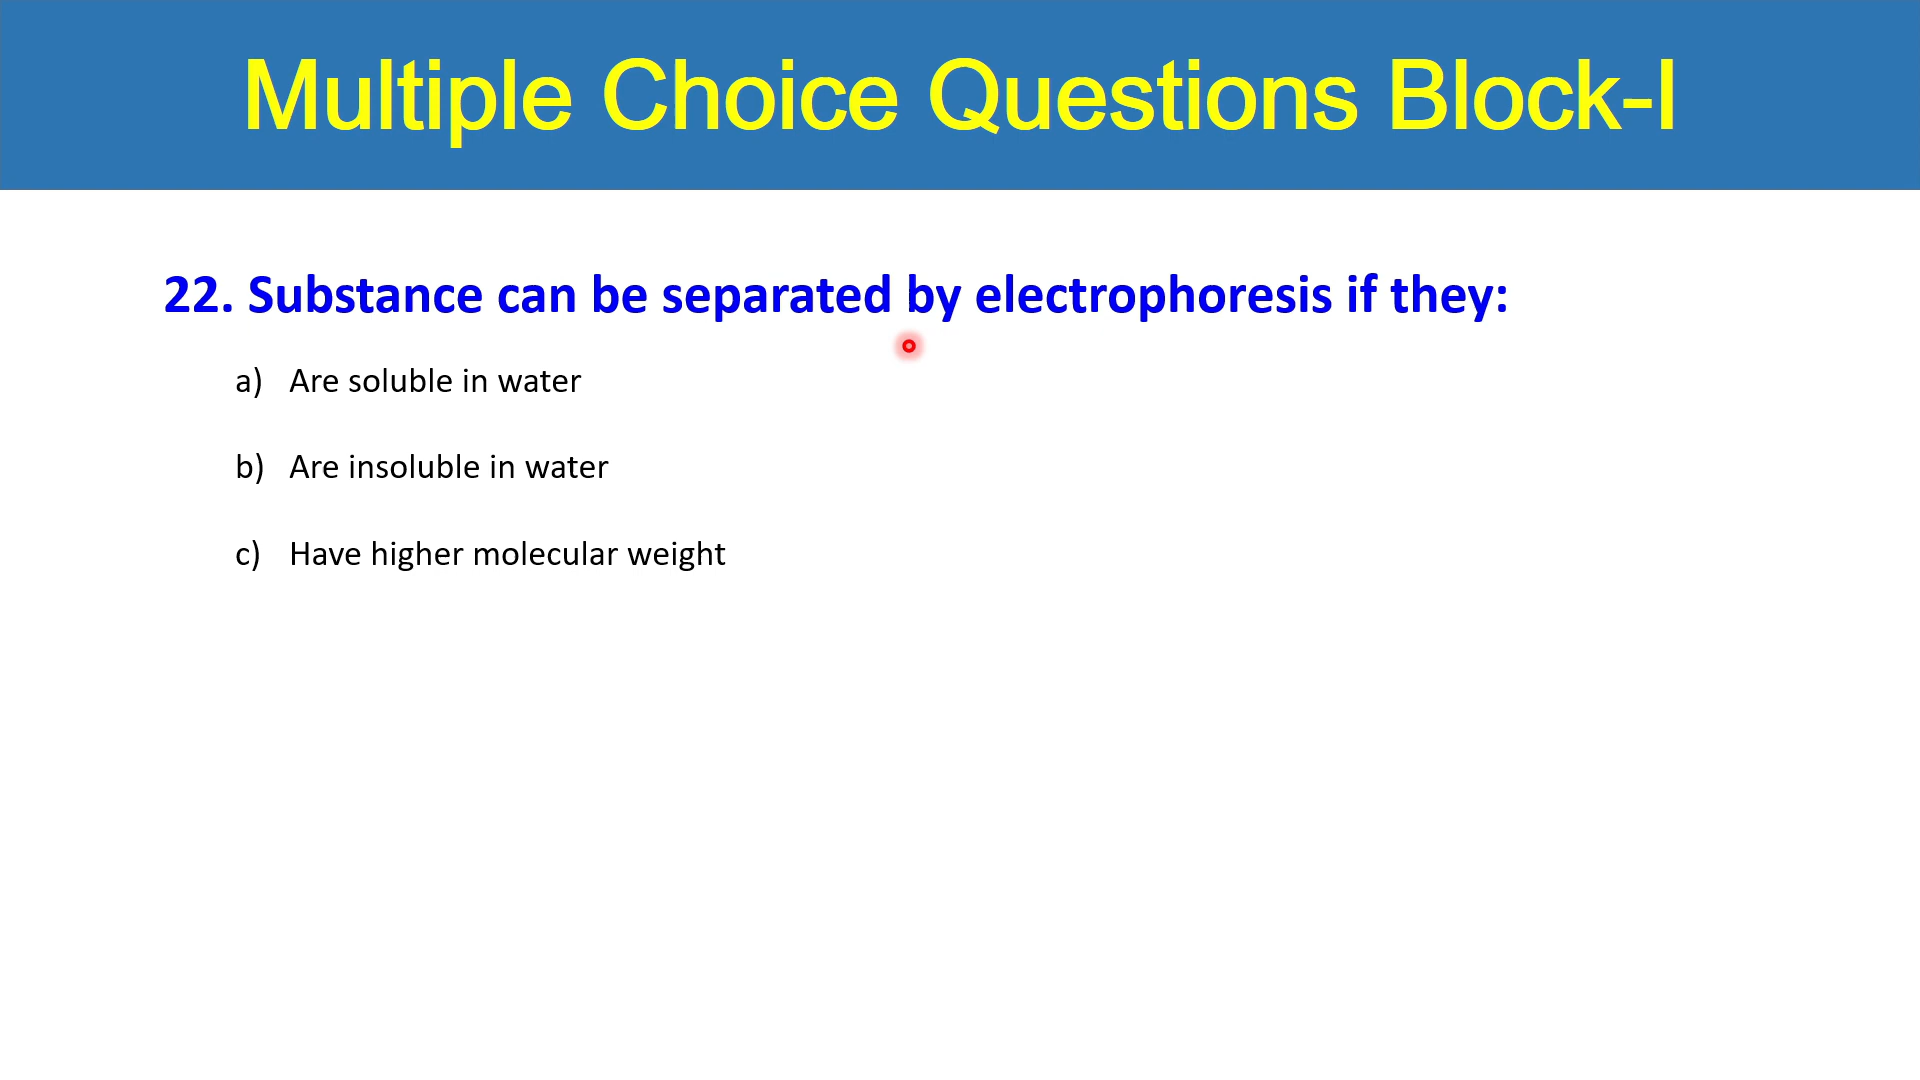 Multiple Choice Questions Block-I
22. Substance can be separated by electrophoresis if they:
a) Are soluble in water
b) Are insoluble in water
c) Have higher molecular weight